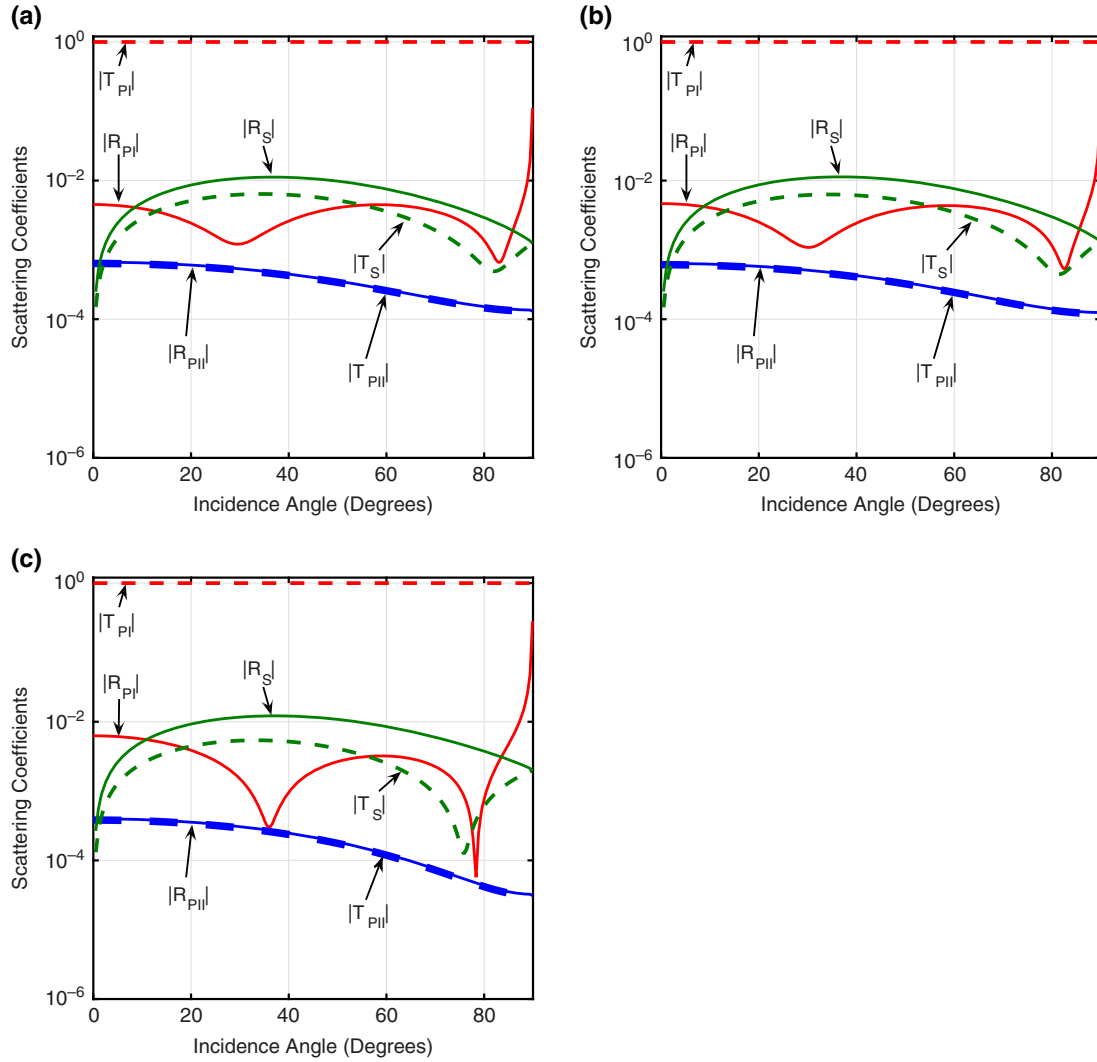 (a)
10^0
10^-2
10^-4
10^-6
Scattering Coefficients
|T_PI|
|R_PI|
|R_S|
|T_S|
|R_PII|
|T_PII|
0 20 40 60 80
Incidence Angle (Degrees)
(b)
10^0
10^-2
10^-4
10^-6
Scattering Coefficients
|T_PI|
|R_PI|
|R_S|
|T_S|
|R_PII|
|T_PII|
0 20 40 60 80
Incidence Angle (Degrees)
(c)
10^0
10^-2
10^-4
10^-6
Scattering Coefficients
|T_PI|
|R_PI|
|R_S|
|T_S|
|R_PII|
|T_PII|
0 20 40 60 80
Incidence Angle (Degrees)